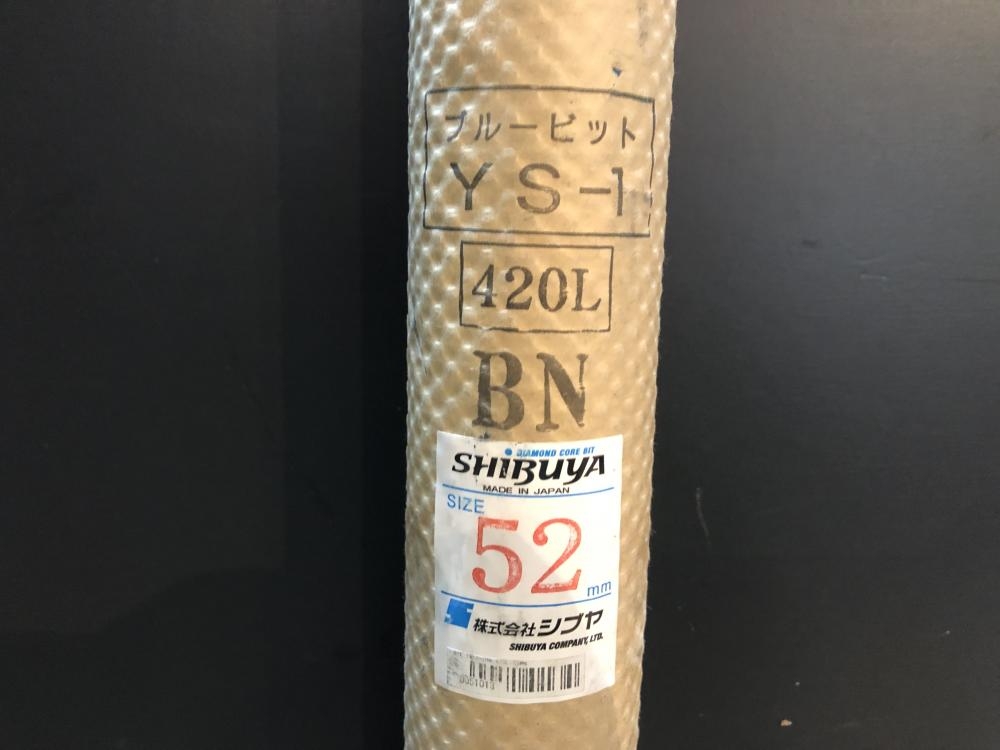 ブルービット
YS-1
420L
BN
DIAMOND CORE BIT
SHIBUYA
MADE IN JAPAN
SIZE
52
mm
株式会社シブヤ
SHIBUYA COMPANY, LTD.